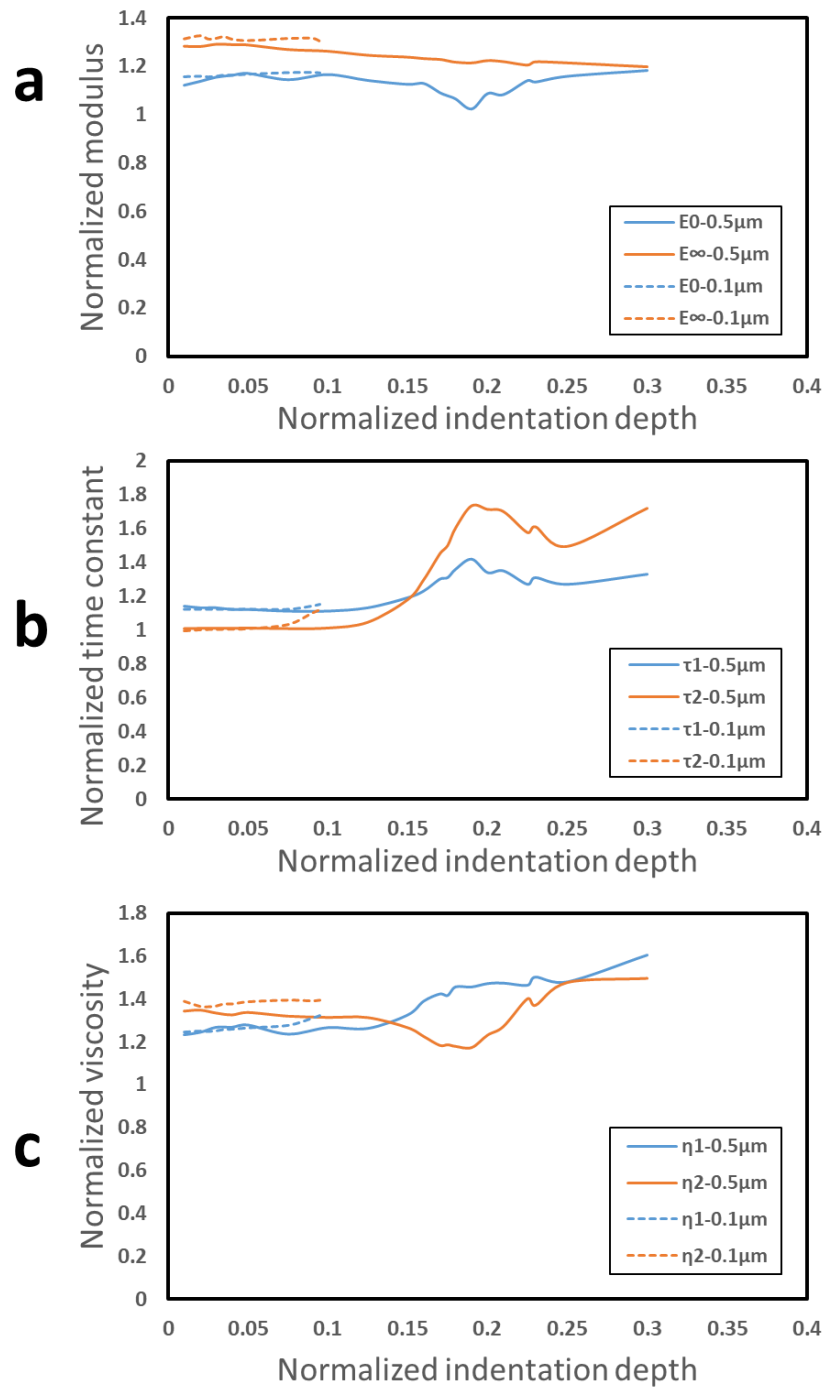 a
Normalized modulus
1.4
1.2
1
0.8
0.6
0.4
0.2
0
E0-0.5μm
E∞-0.5μm
E0-0.1μm
E∞-0.1μm
0 0.05 0.1 0.15 0.2 0.25 0.3 0.35 0.4
Normalized indentation depth
b
Normalized time constant
2
1.8
1.6
1.4
1.2
1
0.8
0.6
0.4
0.2
0
τ1-0.5μm
τ2-0.5μm
τ1-0.1μm
τ2-0.1μm
0 0.05 0.1 0.15 0.2 0.25 0.3 0.35 0.4
Normalized indentation depth
c
Normalized viscosity
1.8
1.6
1.4
1.2
1
0.8
0.6
0.4
0.2
0
η1-0.5μm
η2-0.5μm
η1-0.1μm
η2-0.1μm
0 0.05 0.1 0.15 0.2 0.25 0.3 0.35 0.4
Normalized indentation depth